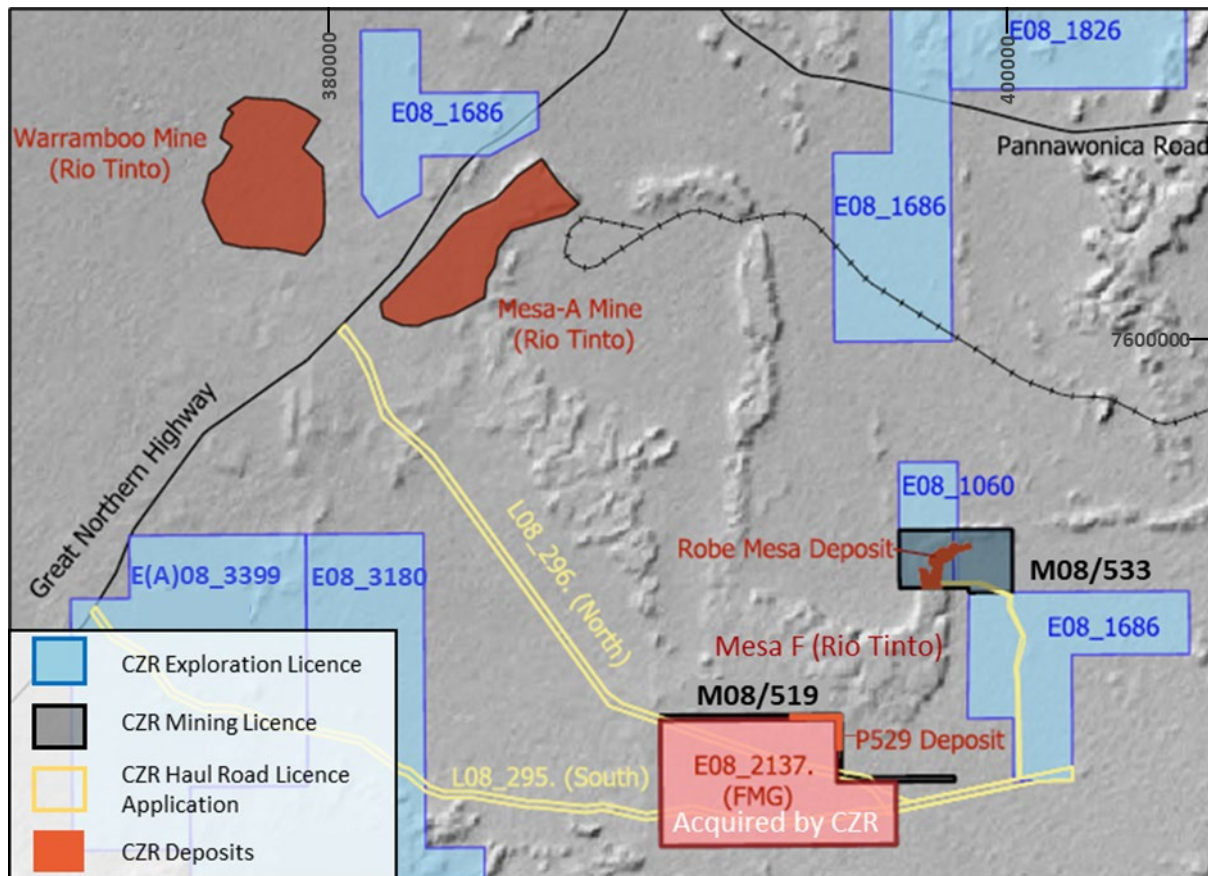 380000
400000
E08_1826
E08_1686
Warramboo Mine
(Rio Tinto)
Pannawonica Road
E08_1686
Mesa-A Mine
(Rio Tinto)
7600000
Great Northern Highway
L08_296. (North)
E08_1060
Robe Mesa Deposit
M08/533
E(A)08_3399
E08_3180
E08_1686
Mesa F (Rio Tinto)
M08/519
P529 Deposit
L08_295. (South)
E08_2137.
(FMG)
Acquired by CZR
CZR Exploration Licence
CZR Mining Licence
CZR Haul Road Licence
Application
CZR Deposits